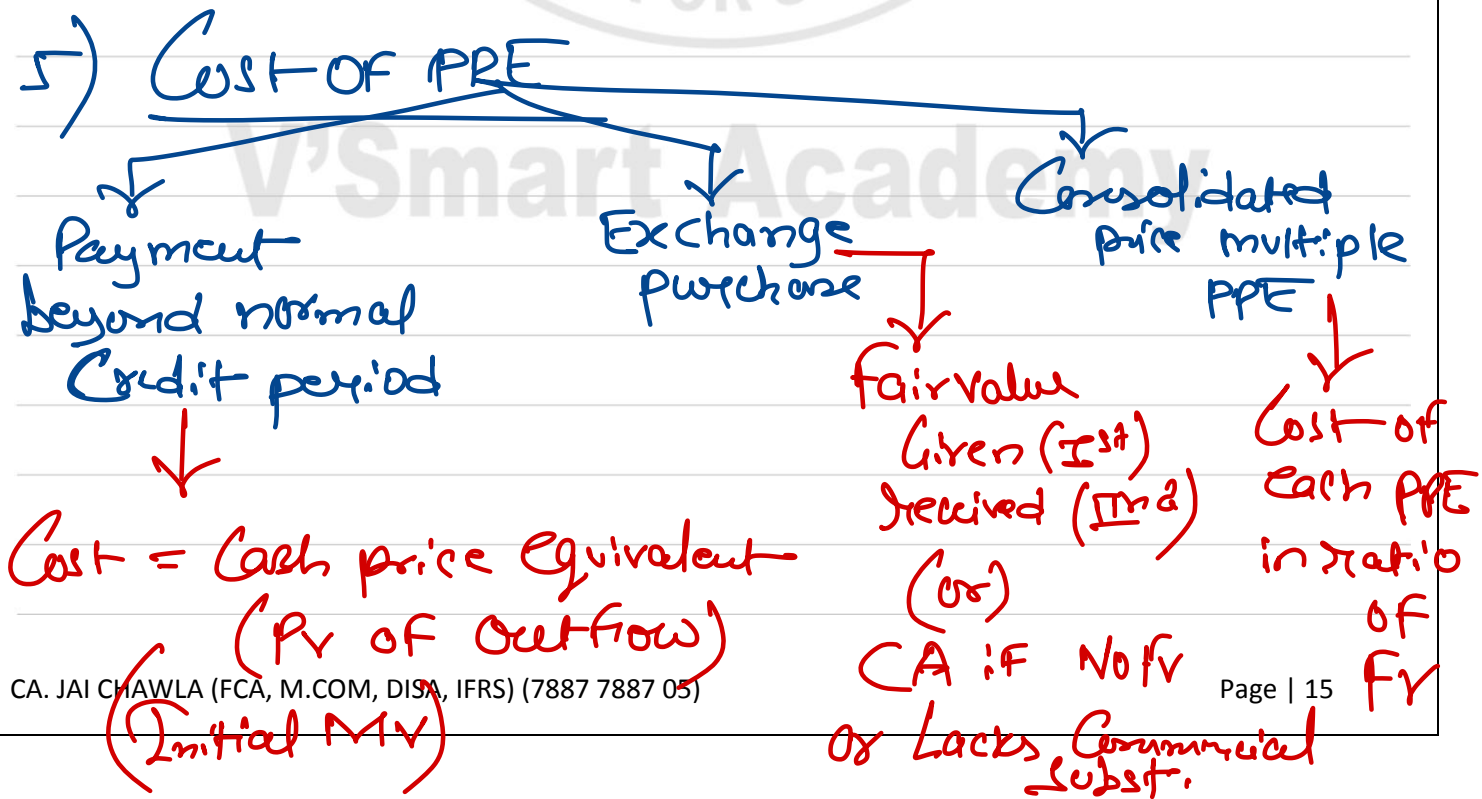 FOR S
5) Cost OF PPE
V'Smart Academy
Payment
beyond normal
Credit period
Exchange
purchase
Consolidated
price multiple
PPE
Fair value
Given (Ist)
received (IInd)
(or)
CA if No FV
or Lacks Commercial
Subst.
Cost of
each PPE
in ratio
of
FV
Cost = Cash price Equivalent
(PV OF Outflow)
(Initial MV)
CA. JAI CHAWLA (FCA, M.COM, DISA, IFRS) (7887 7887 05)
Page | 15